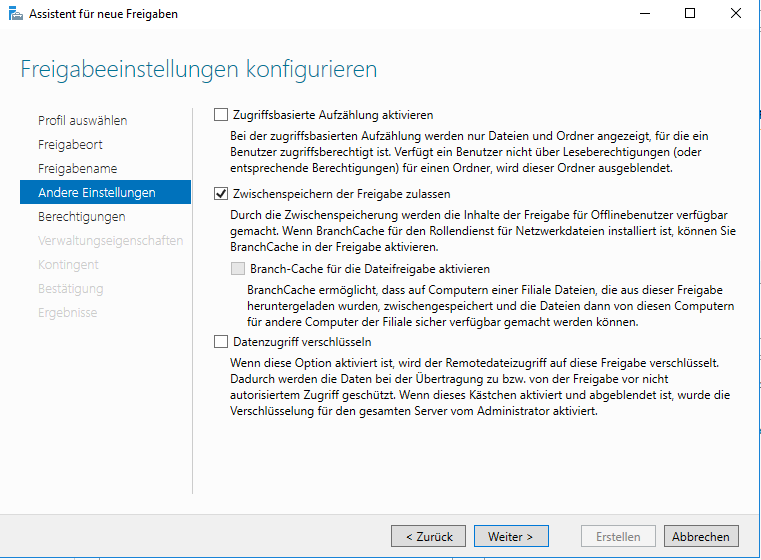 Assistent für neue Freigaben
Freigabeeinstellungen konfigurieren
Profil auswählen
Freigabeort
Freigabename
Andere Einstellungen
Berechtigungen
Verwaltungseigenschaften
Kontingent
Bestätigung
Ergebnisse
Zugriffsbasierte Aufzählung aktivieren
Bei der zugriffsbasierten Aufzählung werden nur Dateien und Ordner angezeigt, für die ein
Benutzer zugriffsberechtigt ist. Verfügt ein Benutzer nicht über Leseberechtigungen (oder
entsprechende Berechtigungen) für einen Ordner, wird dieser Ordner ausgeblendet.
Zwischenspeichern der Freigabe zulassen
Durch die Zwischenspeicherung werden die Inhalte der Freigabe für Offlinebenutzer verfügbar
gemacht. Wenn BranchCache für den Rollendienst für Netzwerkdateien installiert ist, können Sie
BranchCache in der Freigabe aktivieren.
Branch-Cache für die Dateifreigabe aktivieren
BranchCache ermöglicht, dass auf Computern einer Filiale Dateien, die aus dieser Freigabe
heruntergeladen wurden, zwischengespeichert und die Dateien dann von diesen Computern
für andere Computer der Filiale sicher verfügbar gemacht werden können.
Datenzugriff verschlüsseln
Wenn diese Option aktiviert ist, wird der Remotedateizugriff auf diese Freigabe verschlüsselt.
Dadurch werden die Daten bei der Übertragung zu bzw. von der Freigabe vor nicht
autorisiertem Zugriff geschützt. Wenn dieses Kästchen aktiviert und abgeblendet ist, wurde die
Verschlüsselung für den gesamten Server vom Administrator aktiviert.
< Zurück
Weiter >
Erstellen
Abbrechen